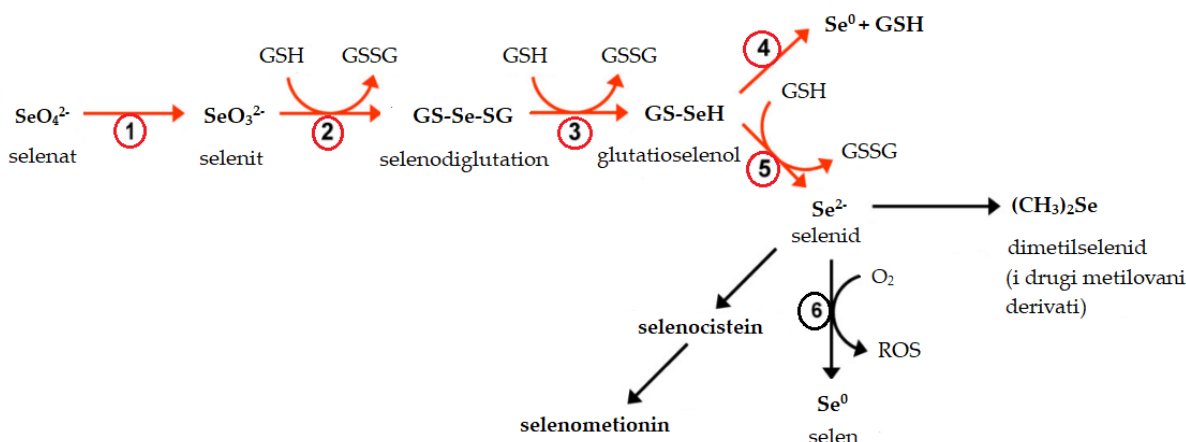 Se⁰ + GSH
4
GSH GSSG GSH GSSG
GSH
SeO₄²⁻ SeO₃²⁻ GS-Se-SG GS-SeH
1 2 3
selenat selenit selenodiglutation glutatioselenol
GSSG
5
Se²⁻ (CH₃)₂Se
selenid
dimetilselenid
(i drugi metilovani
derivati)
O₂
6
selenocistein
ROS
Se⁰
selenometionin
selen